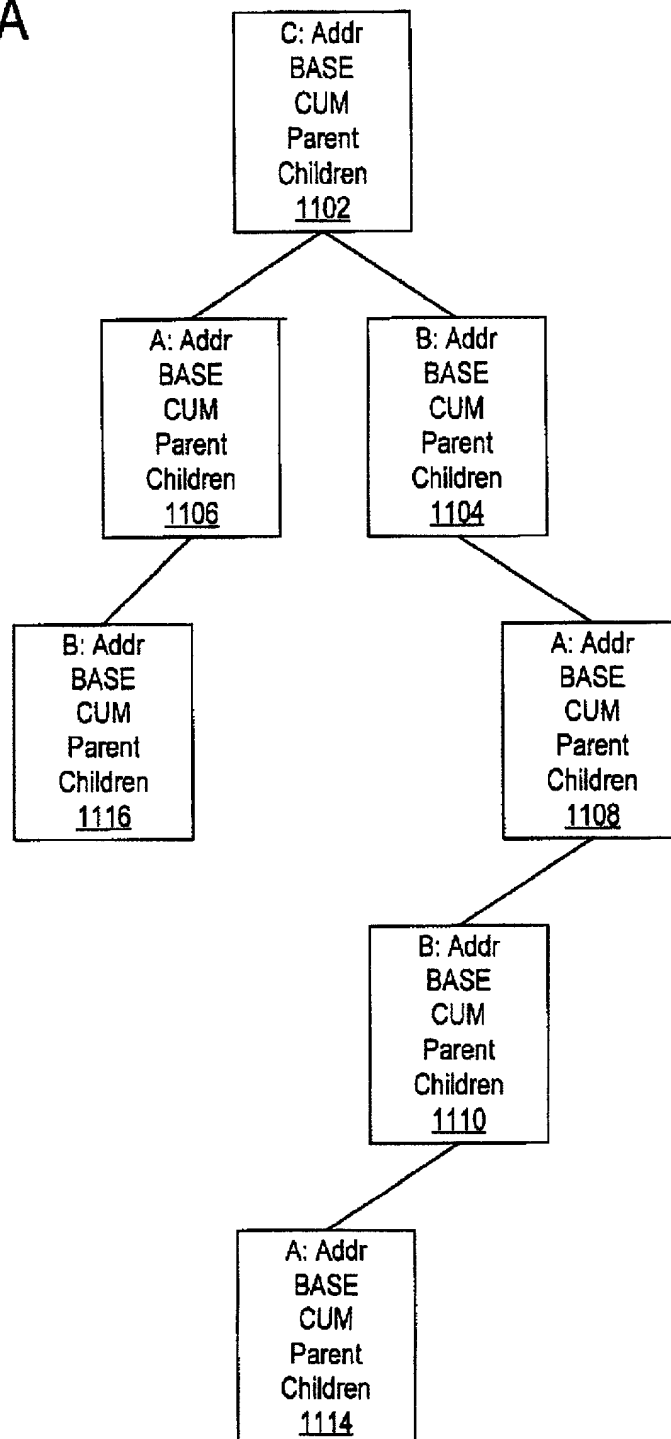 A
C: Addr
BASE
CUM
Parent
Children
1102
A: Addr
BASE
CUM
Parent
Children
1106
B: Addr
BASE
CUM
Parent
Children
1104
B: Addr
BASE
CUM
Parent
Children
1116
A: Addr
BASE
CUM
Parent
Children
1108
B: Addr
BASE
CUM
Parent
Children
1110
A: Addr
BASE
CUM
Parent
Children
1114